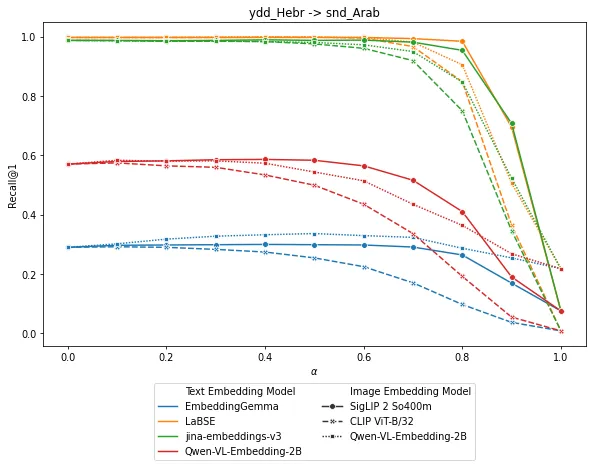 ydd_Hebr -> snd_Arab
Recall@1
1.0
0.8
0.6
0.4
0.2
0.0
0.0 0.2 0.4 0.6 0.8 1.0
α
Text Embedding Model Image Embedding Model
EmbeddingGemma SigLIP 2 So400m
LaBSE CLIP ViT-B/32
jina-embeddings-v3 Qwen-VL-Embedding-2B
Qwen-VL-Embedding-2B